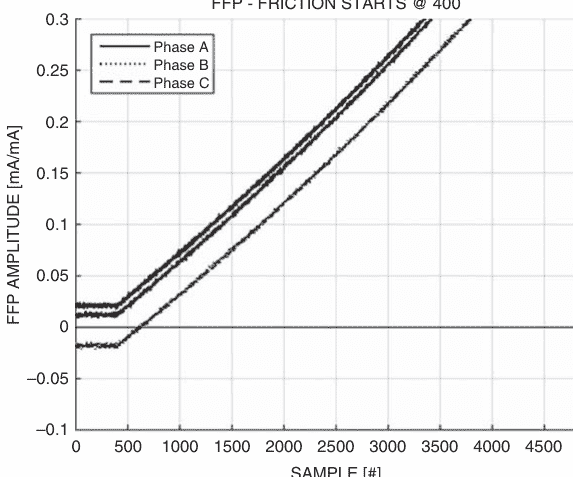 FFP - FRICTION STARTS @ 400
0.3
0.25
0.2
0.15
0.1
0.05
0
−0.05
−0.1
FFP AMPLITUDE [mA/mA]
Phase A
Phase B
Phase C
0 500 1000 1500 2000 2500 3000 3500 4000 4500
SAMPLE [#]